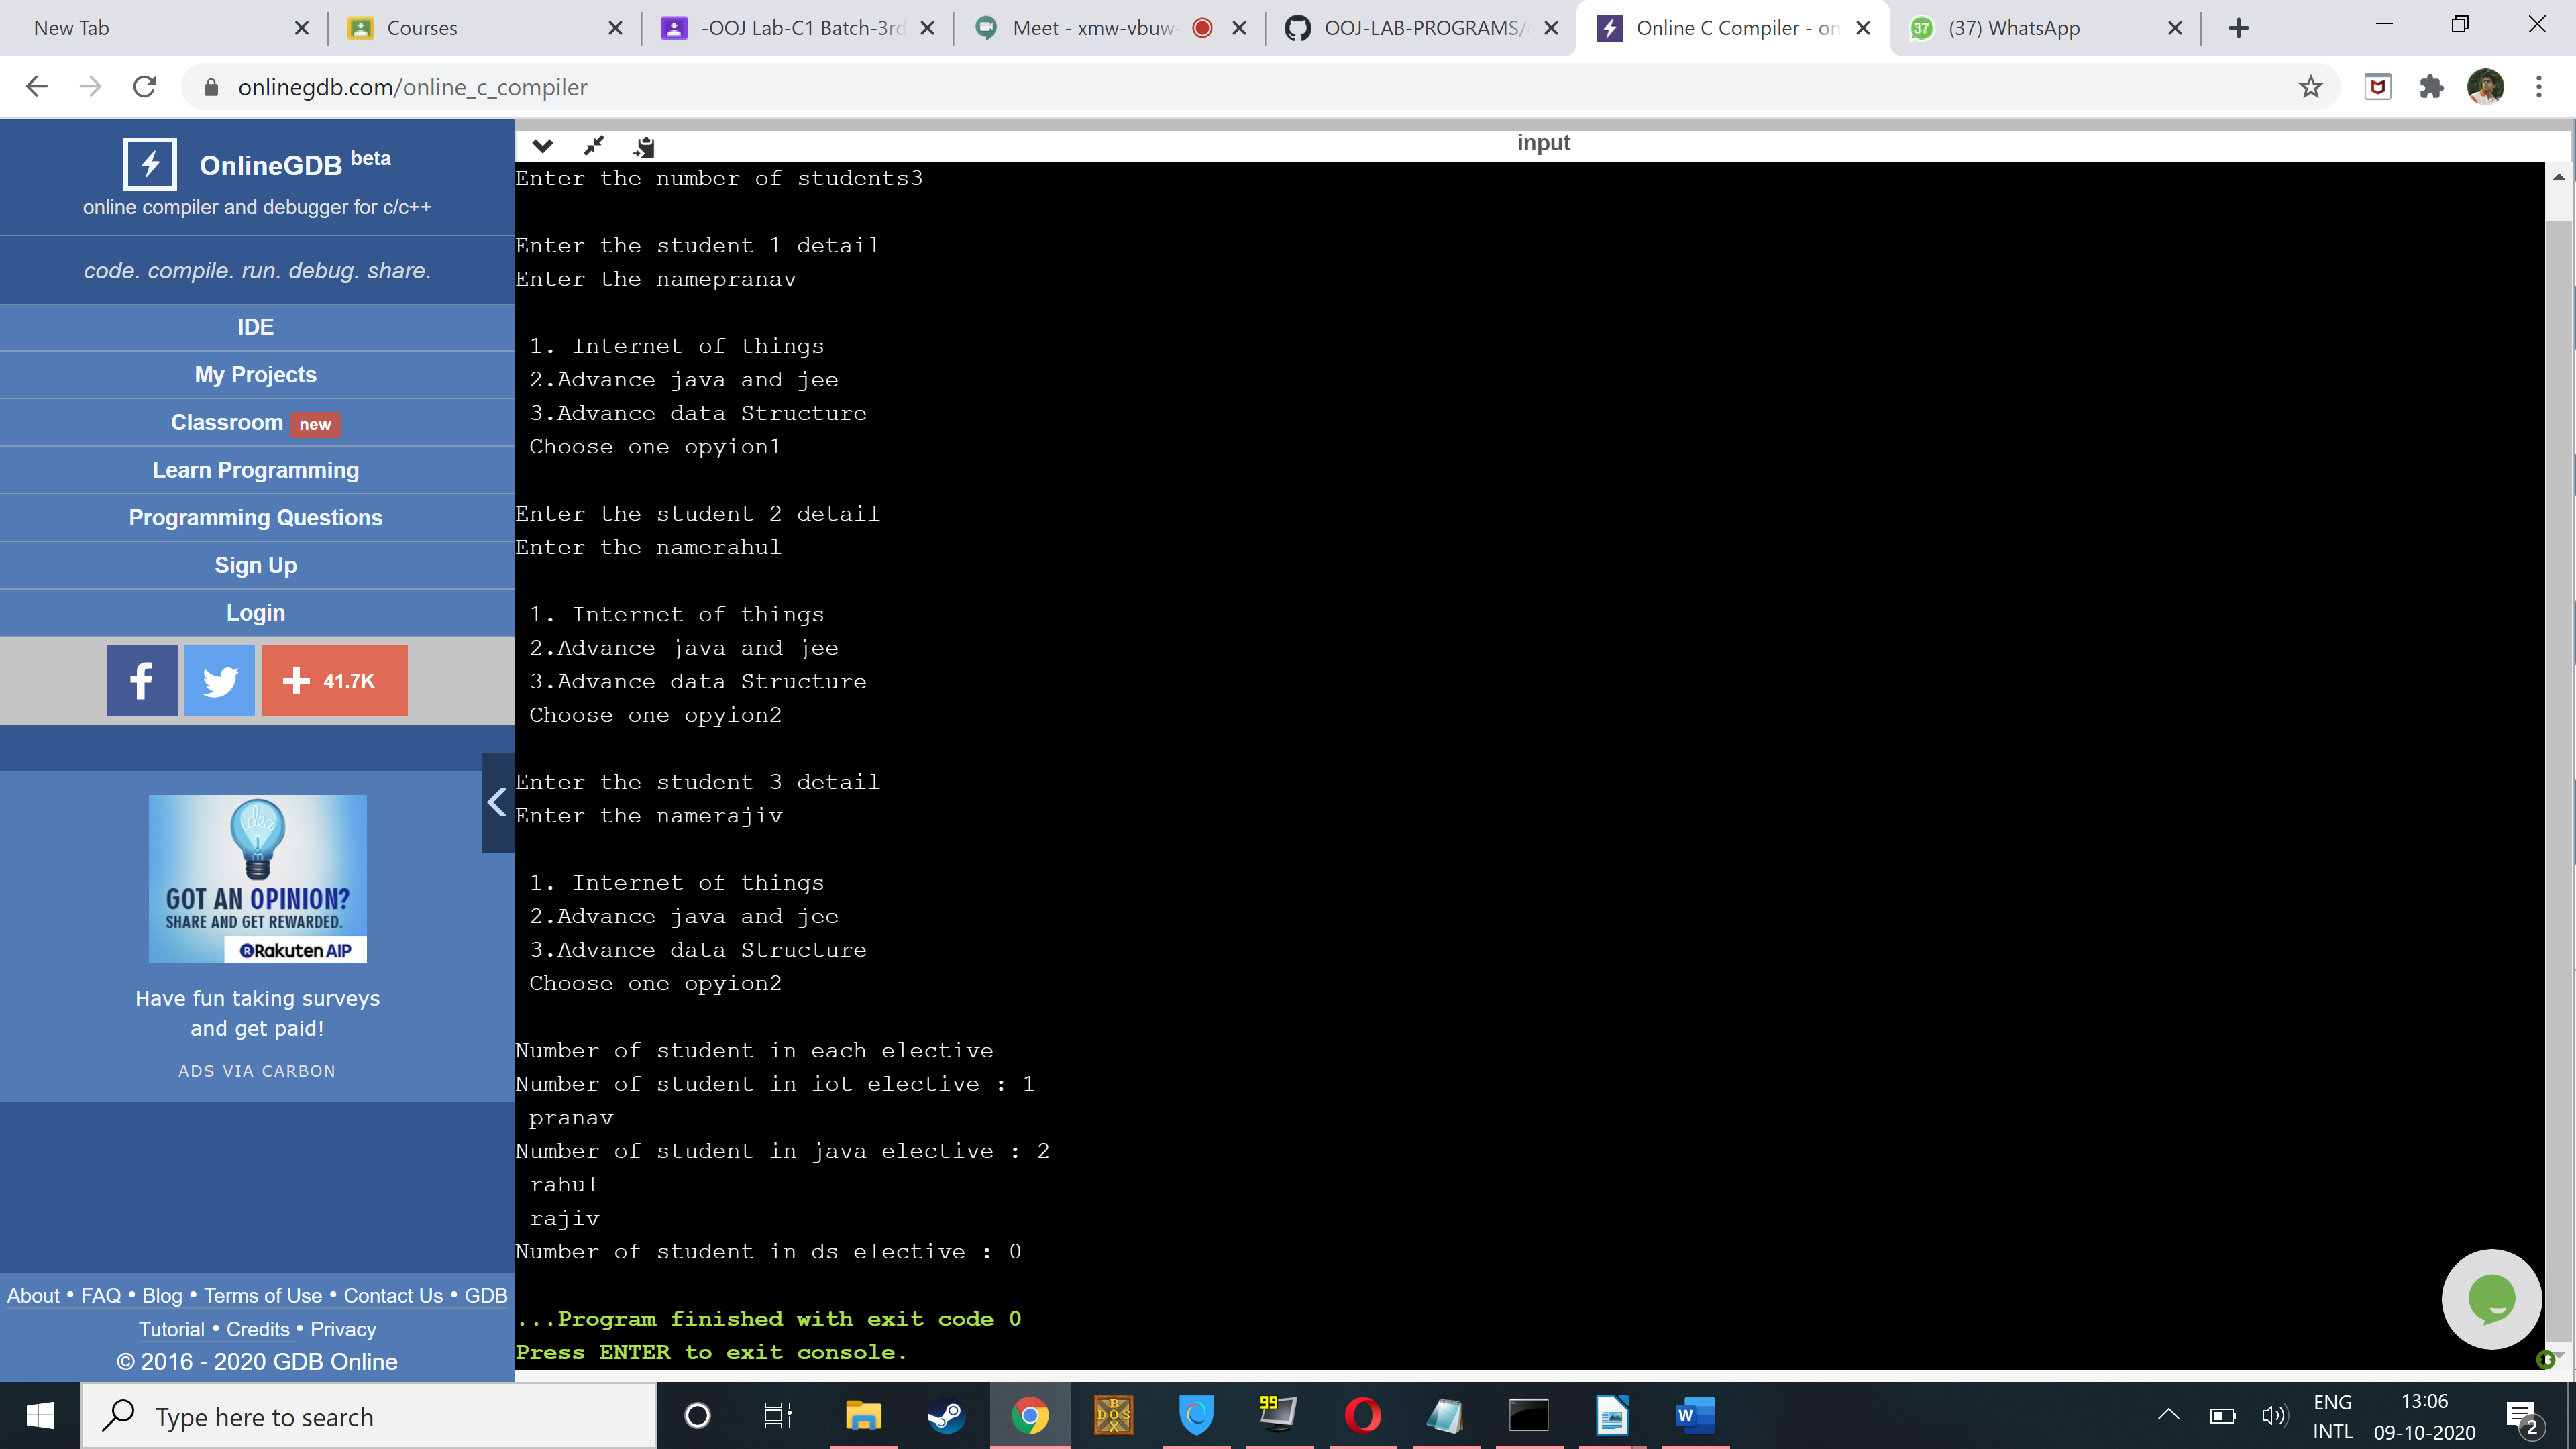 New Tab
Courses
-OOJ Lab-C1 Batch-3rd
Meet - xmw-vbuw-
OOJ-LAB-PROGRAMS/
Online C Compiler - on
37
(37) WhatsApp
onlinegdb.com/online_c_compiler
OnlineGDB beta
online compiler and debugger for c/c++
code. compile. run. debug. share.
IDE
My Projects
Classroom new
Learn Programming
Programming Questions
Sign Up
Login
41.7K
idea
GOT AN OPINION?
SHARE AND GET REWARDED.
Rakuten AIP
Have fun taking surveys
and get paid!
ADS VIA CARBON
About • FAQ • Blog • Terms of Use • Contact Us • GDB
Tutorial • Credits • Privacy
© 2016 - 2020 GDB Online
input
Enter the number of students3
Enter the student 1 detail
Enter the namepranav
1. Internet of things
2.Advance java and jee
3.Advance data Structure
Choose one opyion1
Enter the student 2 detail
Enter the namerahul
1. Internet of things
2.Advance java and jee
3.Advance data Structure
Choose one opyion2
Enter the student 3 detail
Enter the namerajiv
1. Internet of things
2.Advance java and jee
3.Advance data Structure
Choose one opyion2
Number of student in each elective
Number of student in iot elective : 1
pranav
Number of student in java elective : 2
rahul
rajiv
Number of student in ds elective : 0
...Program finished with exit code 0
Press ENTER to exit console.
Type here to search
BOX
DOS
99
W
ENG
INTL
13:06
09-10-2020
2